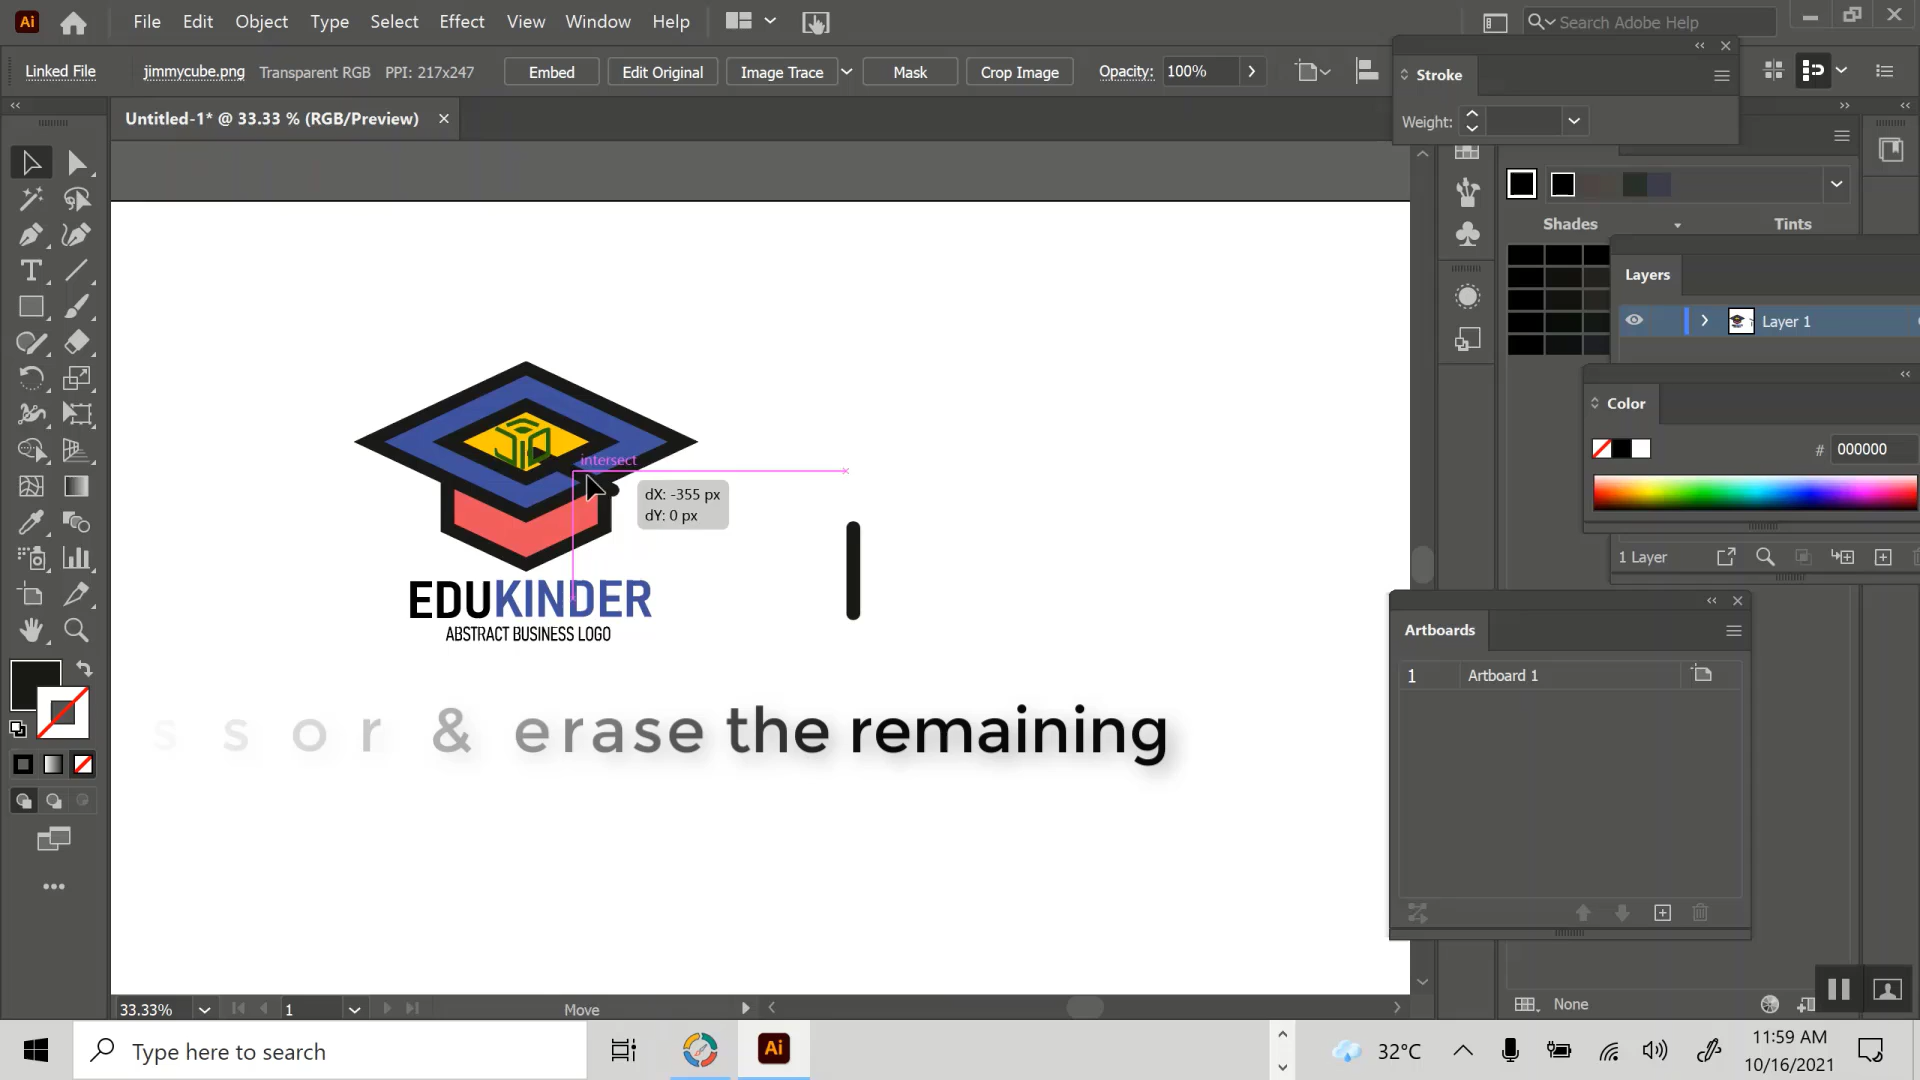 Ai File Edit Object Type Select Effect View Window Help Search Adobe Help
Linked File jimmycube.png Transparent RGB PPI: 217x247 Embed Edit Original Image Trace Mask Crop Image Opacity: 100%
Stroke
Weight:
Untitled-1* @ 33.33 % (RGB/Preview)
Shades Tints
Layers
Layer 1
Color
# 000000
1 Layer
intersect
dX: -355 px
dY: 0 px
EDUKINDER
ABSTRACT BUSINESS LOGO
s s o r & erase the remaining
Artboards
1 Artboard 1
33.33% 1 Move
None
Type here to search
Ai
32°C
11:59 AM
10/16/2021